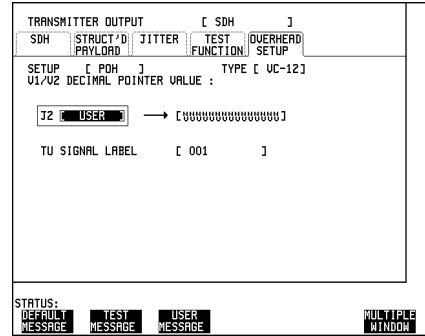 TRANSMITTER OUTPUT [ SDH ]
SDH STRUCT'D PAYLOAD JITTER TEST FUNCTION OVERHEAD SETUP
SETUP [ POH ] TYPE [ VC-12]
V1/V2 DECIMAL POINTER VALUE :
J2 [ USER ] → [ ]
TU SIGNAL LABEL [ 001 ]
STATUS:
DEFAULT MESSAGE TEST MESSAGE USER MESSAGE MULTIPLE WINDOW